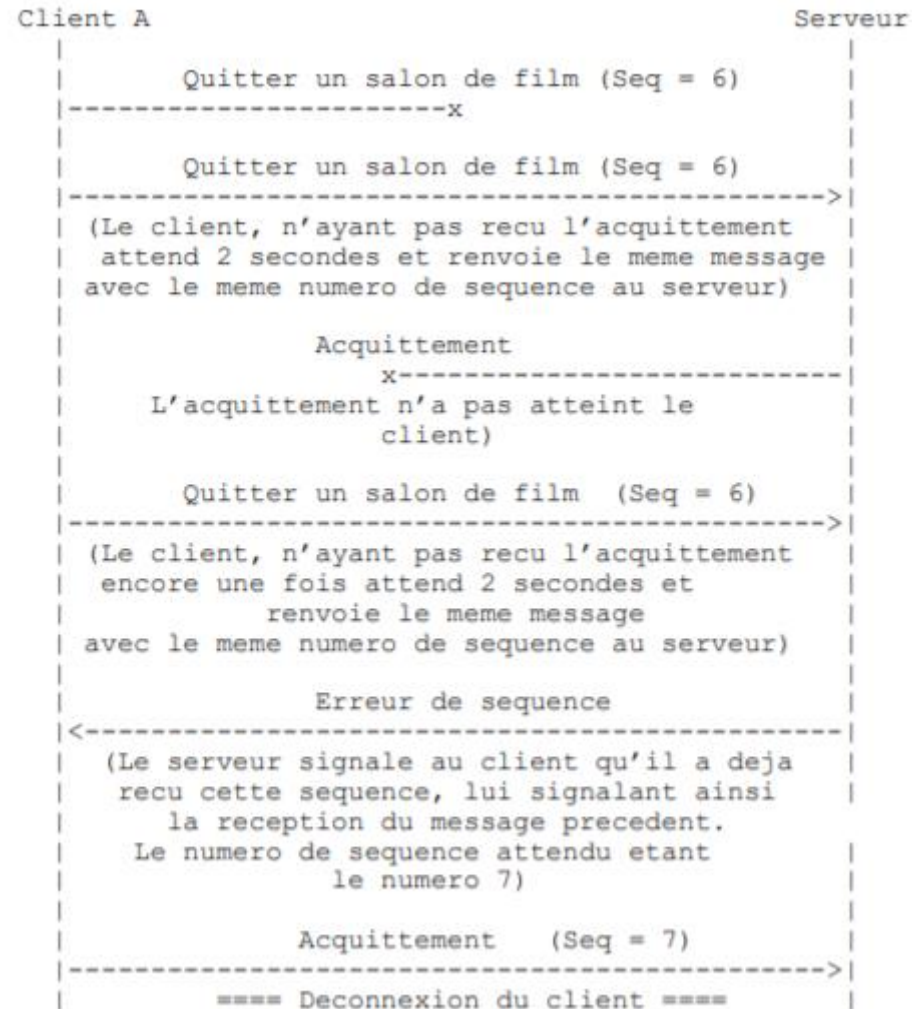 Client A                                      Serveur
|                                               |
|       Quitter un salon de film (Seq = 6)      |
|-----------------------x                       |
|                                               |
|       Quitter un salon de film (Seq = 6)      |
|---------------------------------------------->|
| (Le client, n'ayant pas recu l'acquittement   |
|  attend 2 secondes et renvoie le meme message |
| avec le meme numero de sequence au serveur)   |
|                                               |
|               Acquittement                    |
|                   x---------------------------|
|     L'acquittement n'a pas atteint le         |
|                   client)                     |
|                                               |
|       Quitter un salon de film  (Seq = 6)     |
|---------------------------------------------->|
| (Le client, n'ayant pas recu l'acquittement   |
|  encore une fois attend 2 secondes et         |
|            renvoie le meme message            |
| avec le meme numero de sequence au serveur)   |
|                                               |
|               Erreur de sequence              |
|<----------------------------------------------|
|  (Le serveur signale au client qu'il a deja   |
|   recu cette sequence, lui signalant ainsi    |
|      la reception du message precedent.
|    Le numero de sequence attendu etant        |
|                le numero 7)                   |
|                                               |
|              Acquittement   (Seq = 7)         |
|---------------------------------------------->|
|         ==== Deconnexion du client ====       |